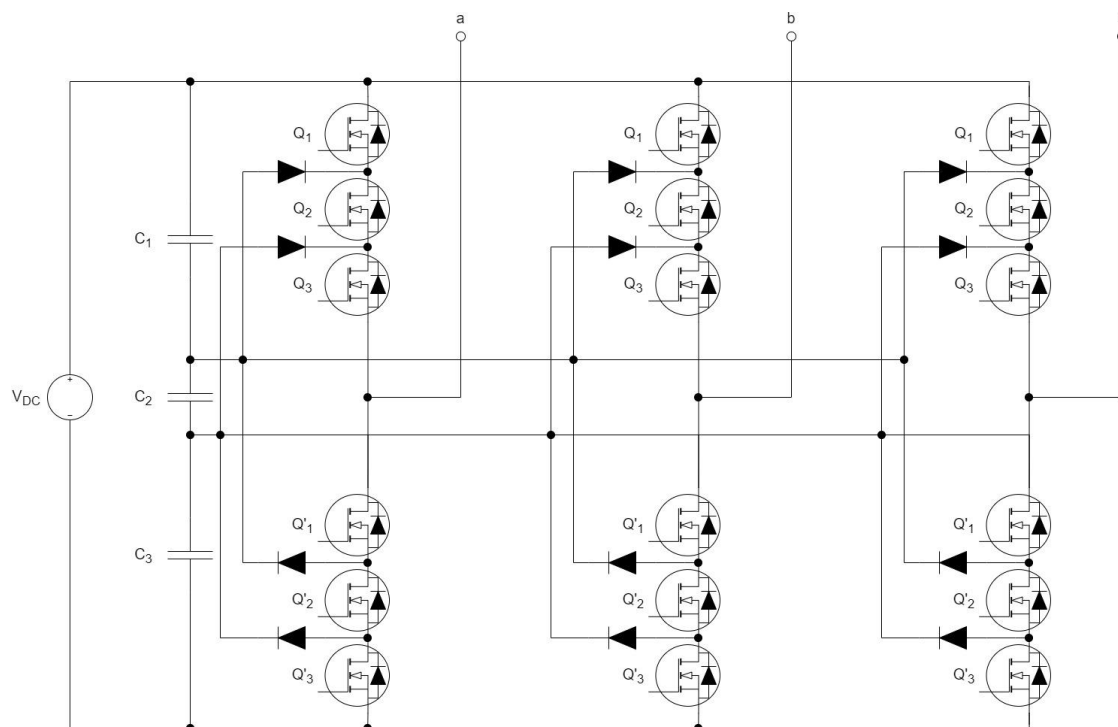 a b
Q1 Q1 Q1
Q2 Q2 Q2
C1
Q3 Q3 Q3
+
VDC C2
−
Q'1 Q'1 Q'1
C3
Q'2 Q'2 Q'2
Q'3 Q'3 Q'3